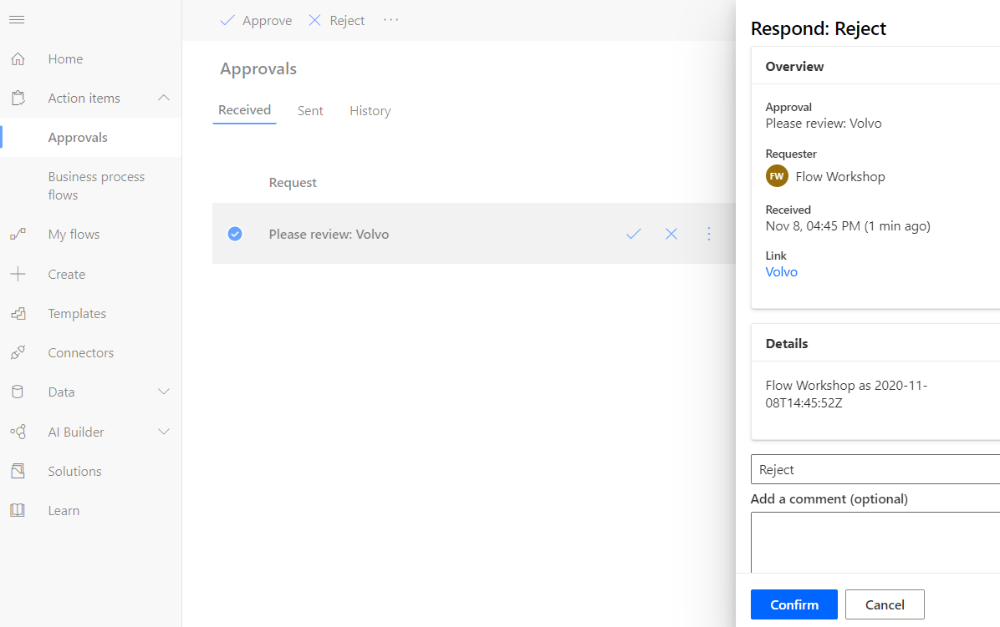 Home
Action items
Approvals
Business process
flows
My flows
Create
Templates
Connectors
Data
AI Builder
Solutions
Learn
Approve
Reject
Approvals
Received
Sent
History
Request
Please review: Volvo
Respond: Reject
Overview
Approval
Please review: Volvo
Requester
FW
Flow Workshop
Received
Nov 8, 04:45 PM (1 min ago)
Link
Volvo
Details
Flow Workshop as 2020-11-
08T14:45:52Z
Reject
Add a comment (optional)
Confirm
Cancel